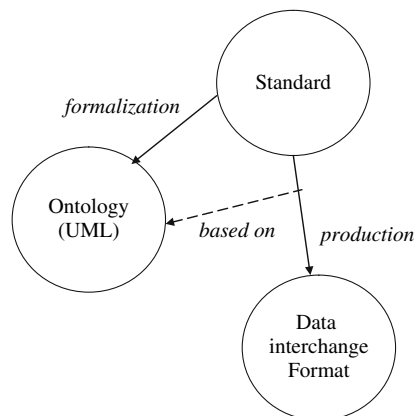 Standard
formalization
Ontology
(UML)
based on
production
Data
interchange
Format